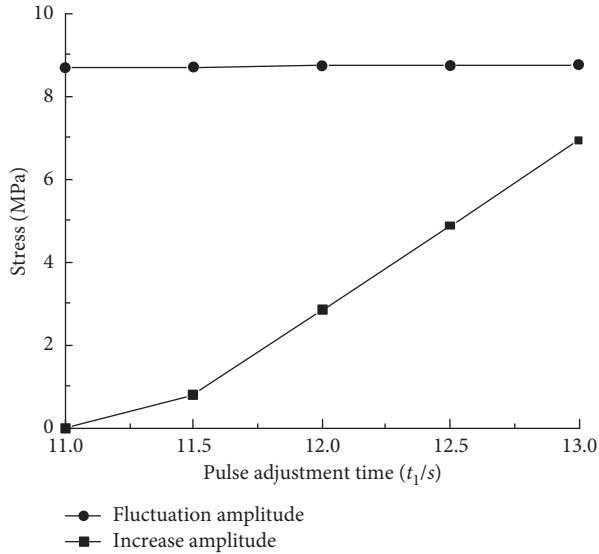 10
8
6
4
2
0
Stress (MPa)
11.0 11.5 12.0 12.5 13.0
Pulse adjustment time (t₁/s)
Fluctuation amplitude
Increase amplitude